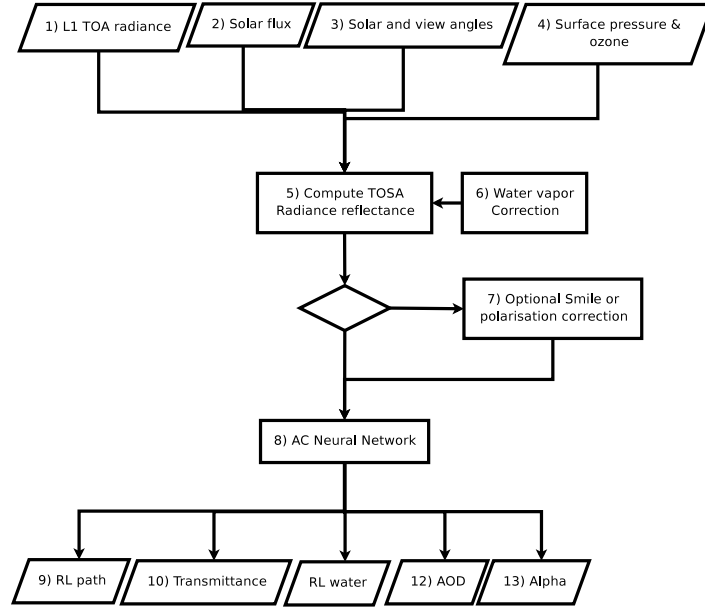 1) L1 TOA radiance
2) Solar flux
3) Solar and view angles
4) Surface pressure &
ozone
5) Compute TOSA
Radiance reflectance
6) Water vapor
Correction
7) Optional Smile or
polarisation correction
8) AC Neural Network
9) RL path
10) Transmittance
RL water
12) AOD
13) Alpha